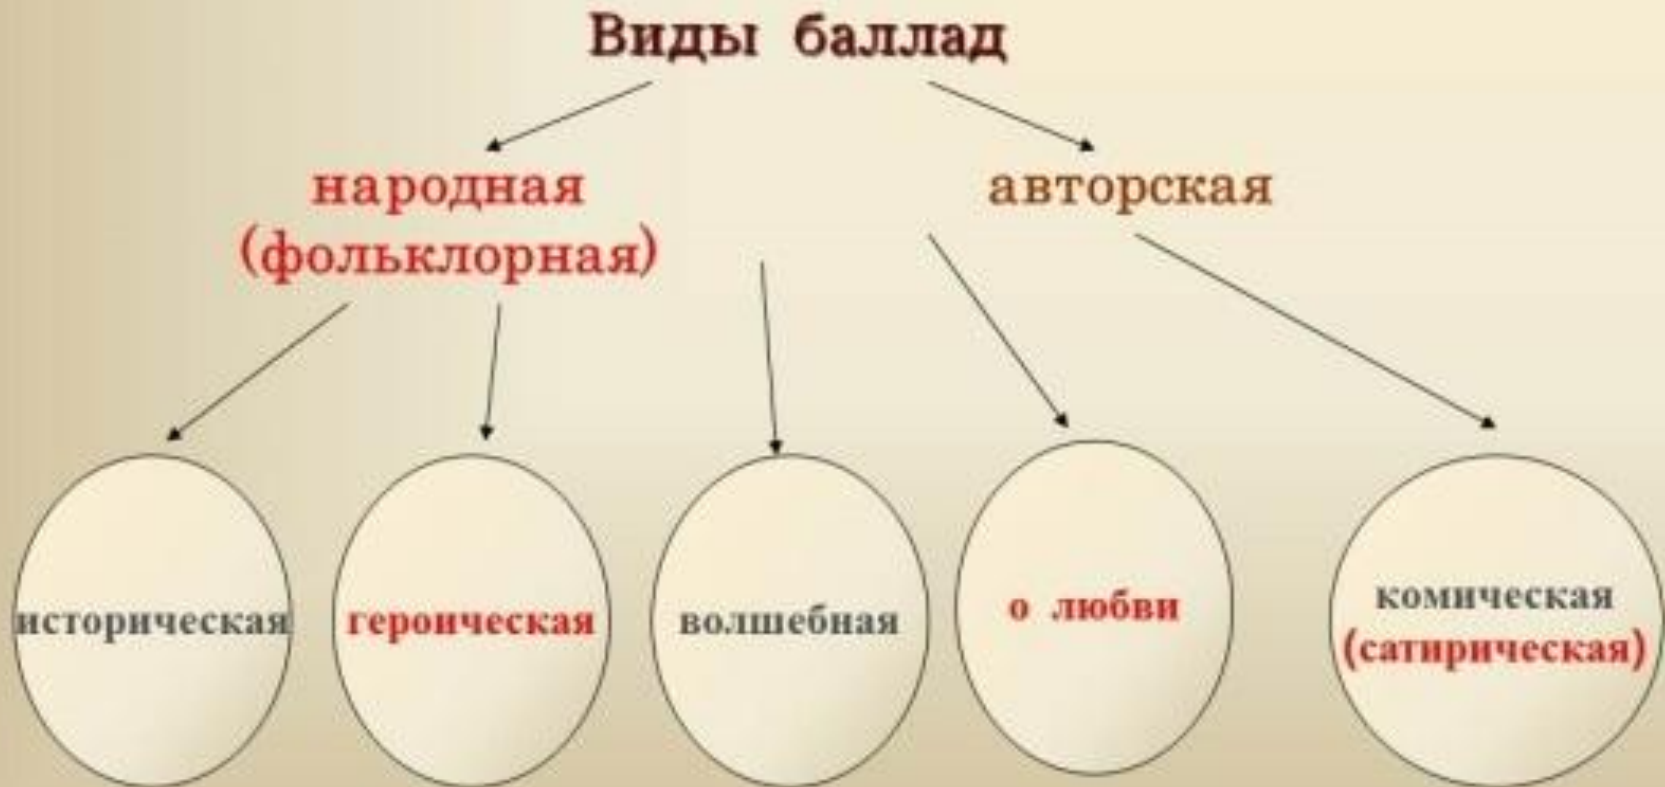 Виды баллад
народная
(фольклорная)
авторская
историческая
героическая
волшебная
о любви
комическая
(сатирическая)